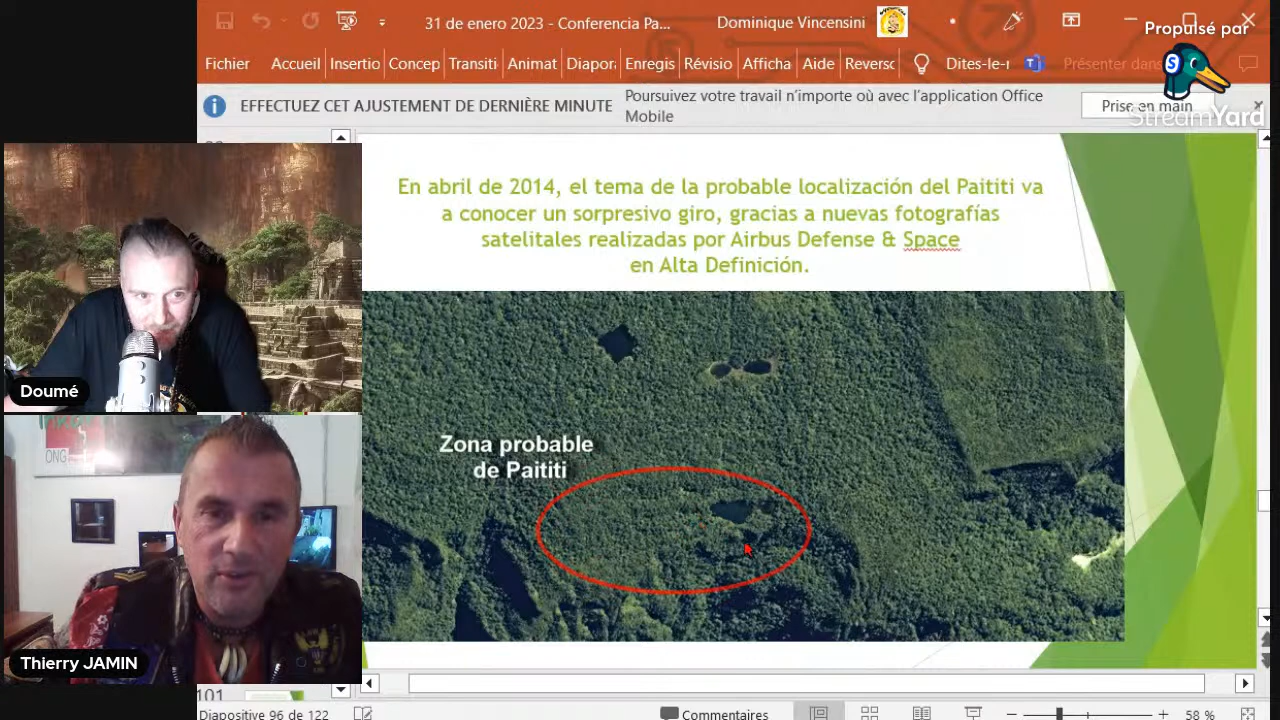 31 de enero 2023 - Conferencia Pa...
Dominique Vincensini
Propulsé par
Fichier
Accueil
Insertio
Concep
Transiti
Animat
Diapora
Enregis
Révisio
Afficha
Aide
Reverso
Dites-le-r
Présenter dans
StreamYard
EFFECTUEZ CET AJUSTEMENT DE DERNIÈRE MINUTE
Poursuivez votre travail n'importe où avec l'application Office
Mobile
Prise en main
En abril de 2014, el tema de la probable localización del Paititi va
a conocer un sorpresivo giro, gracias a nuevas fotografías
satelitales realizadas por Airbus Defense & Space
en Alta Definición.
Zona probable
de Paititi
Doumé
ONG
Thierry JAMIN
101
Diapositive 96 de 122
Commentaires
58 %